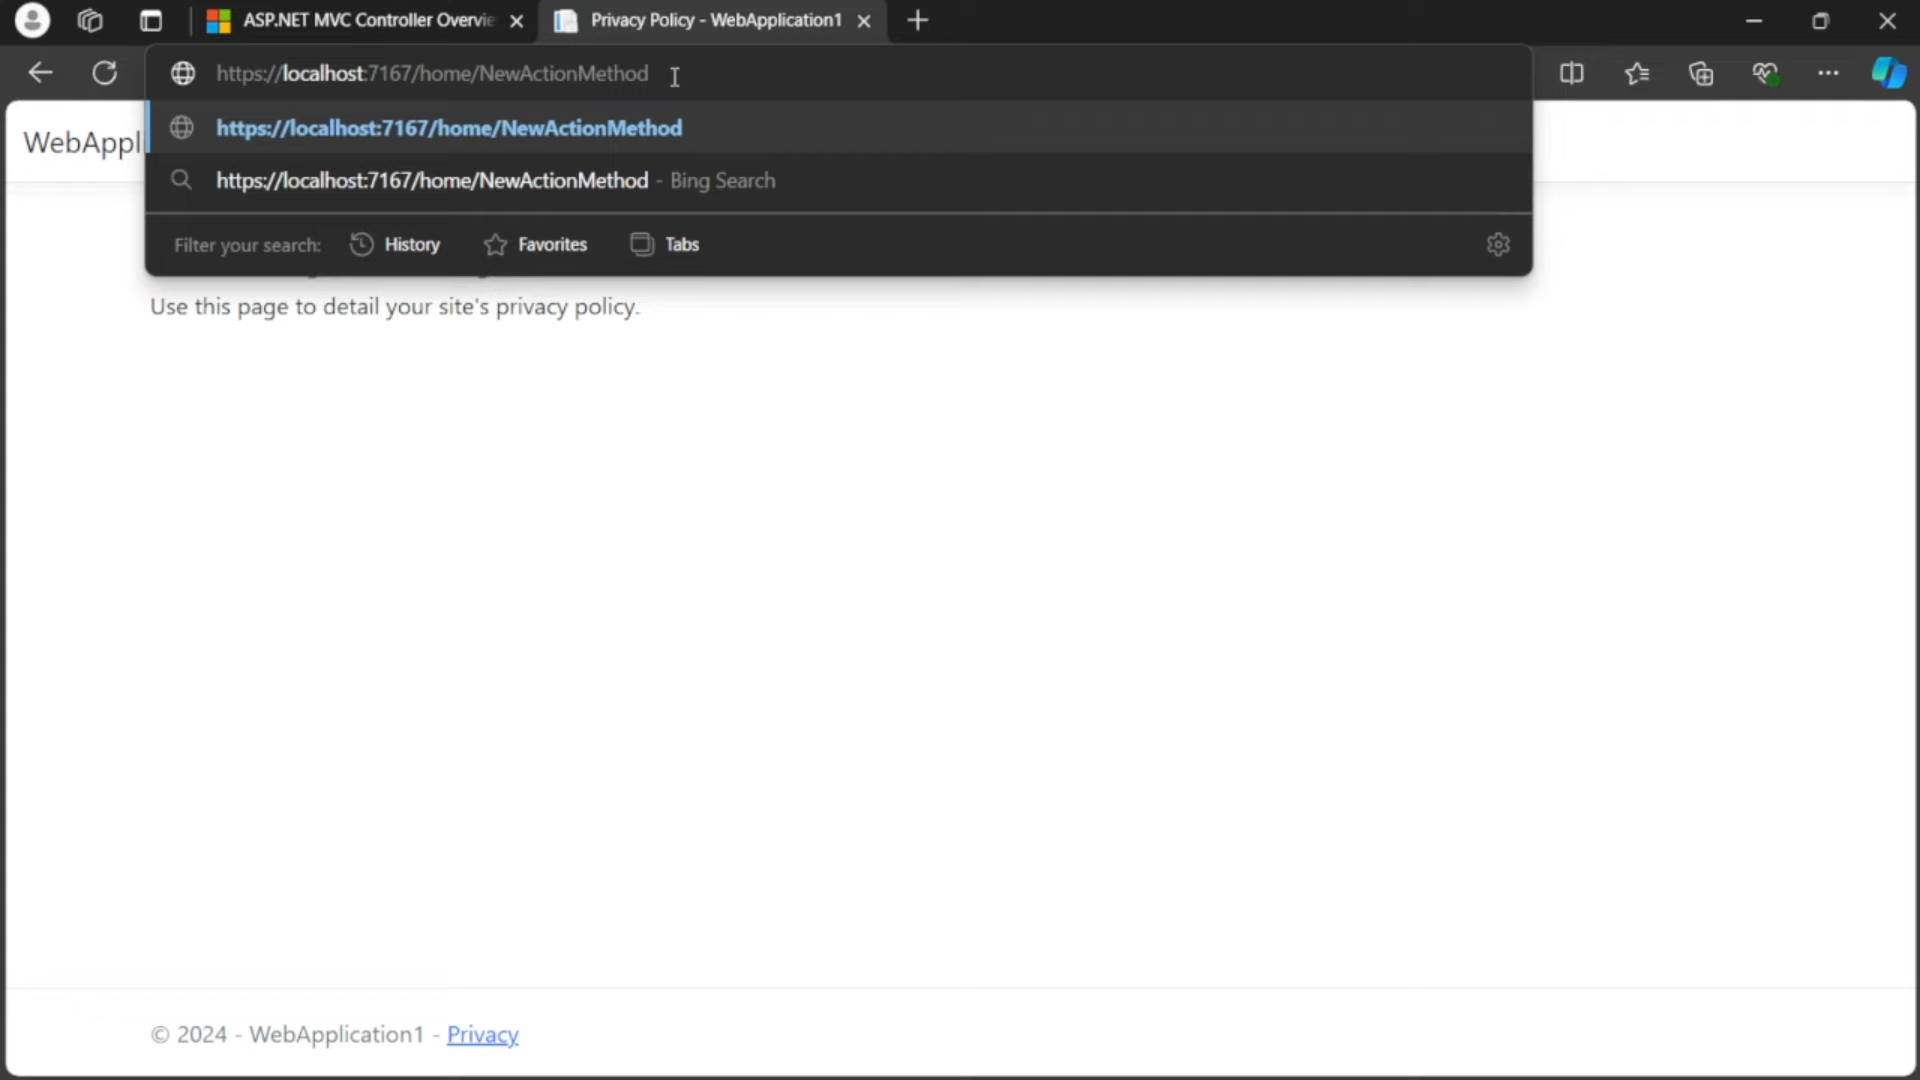 ASP.NET MVC Controller Overvie
Privacy Policy - WebApplication1
https://localhost:7167/home/NewActionMethod
https://localhost:7167/home/NewActionMethod
https://localhost:7167/home/NewActionMethod - Bing Search
WebAppli
Filter your search:
History
Favorites
Tabs
Use this page to detail your site's privacy policy.
© 2024 - WebApplication1 - Privacy